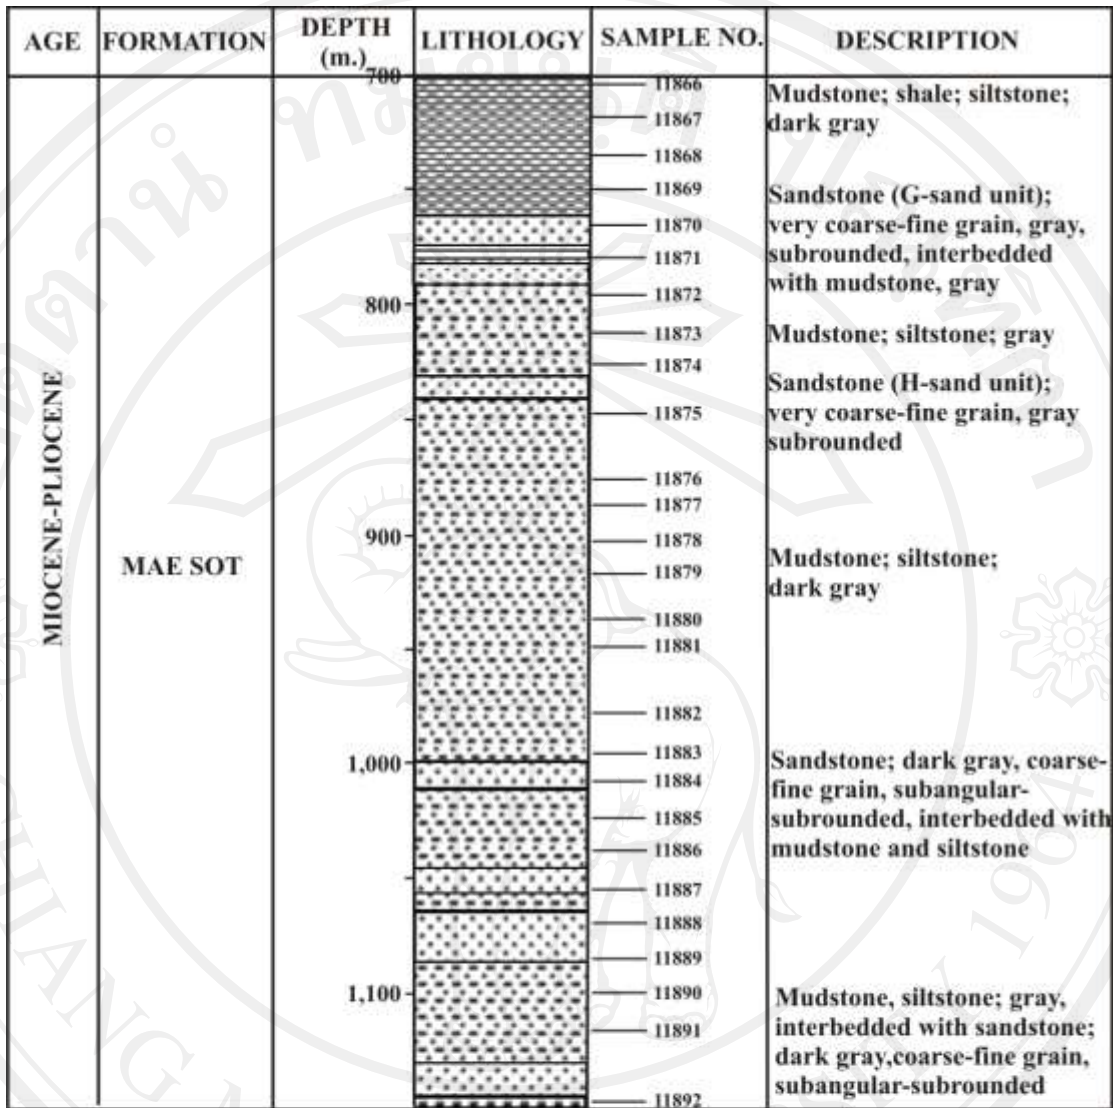 AGE FORMATION DEPTH (m.) LITHOLOGY SAMPLE NO. DESCRIPTION
700
11866
Mudstone; shale; siltstone;
dark gray
11867
11868
11869
Sandstone (G-sand unit);
very coarse-fine grain, gray,
subrounded, interbedded
with mudstone, gray
11870
11871
11872
800
11873
Mudstone; siltstone; gray
11874
Sandstone (H-sand unit);
very coarse-fine grain, gray
subrounded
11875
11876
11877
900
11878
MIOCENE-PLIOCENE
MAE SOT
Mudstone; siltstone;
dark gray
11879
11880
11881
11882
11883
1,000
Sandstone; dark gray, coarse-
fine grain, subangular-
subrounded, interbedded with
mudstone and siltstone
11884
11885
11886
11887
11888
11889
1,100
11890
Mudstone, siltstone; gray,
interbedded with sandstone;
dark gray,coarse-fine grain,
subangular-subrounded
11891
11892
CHIANG M
1964